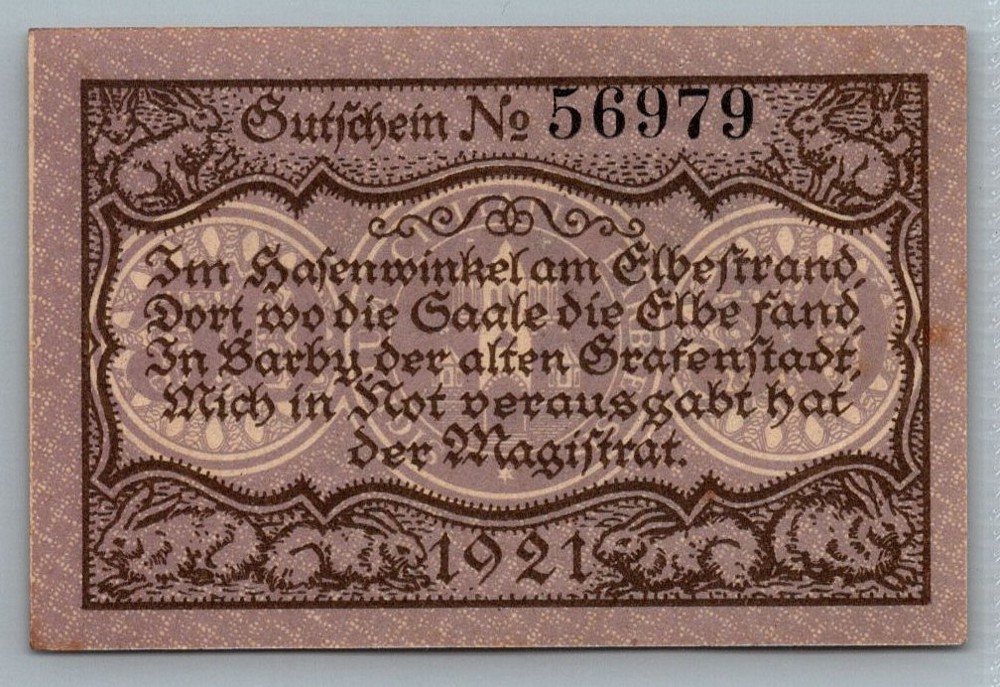 Gutschein No 56979
Im Hasenwinkel am Elbestrand,
Dort, wo die Saale die Elbe fand,
In Barby der alten Grafenstadt,
Mich in Not verausgabt hat
der Magistrat.
1921